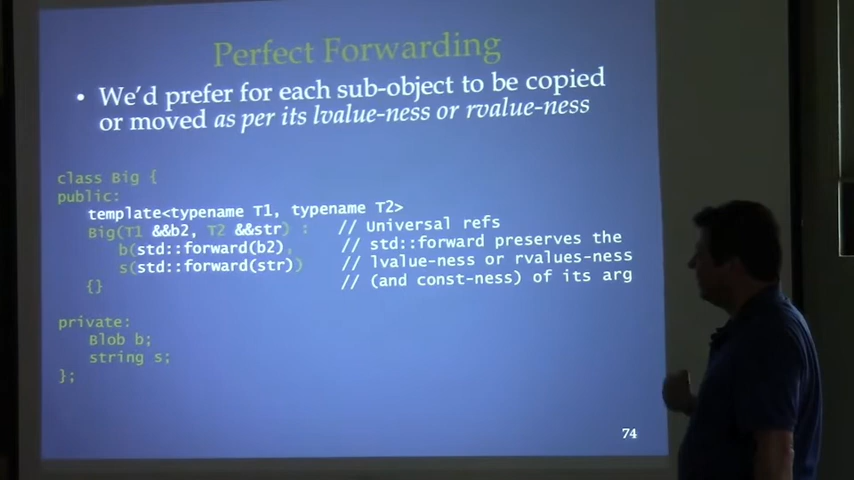 Perfect Forwarding
• We'd prefer for each sub-object to be copied
or moved as per its lvalue-ness or rvalue-ness
class Big {
public:
template<typename T1, typename T2>
Big(T1 &&b2, T2 &&str) : // Universal refs
b(std::forward(b2), // std::forward preserves the
s(std::forward(str)) // lvalue-ness or rvalues-ness
{} // (and const-ness) of its arg
private:
Blob b;
string s;
};
74